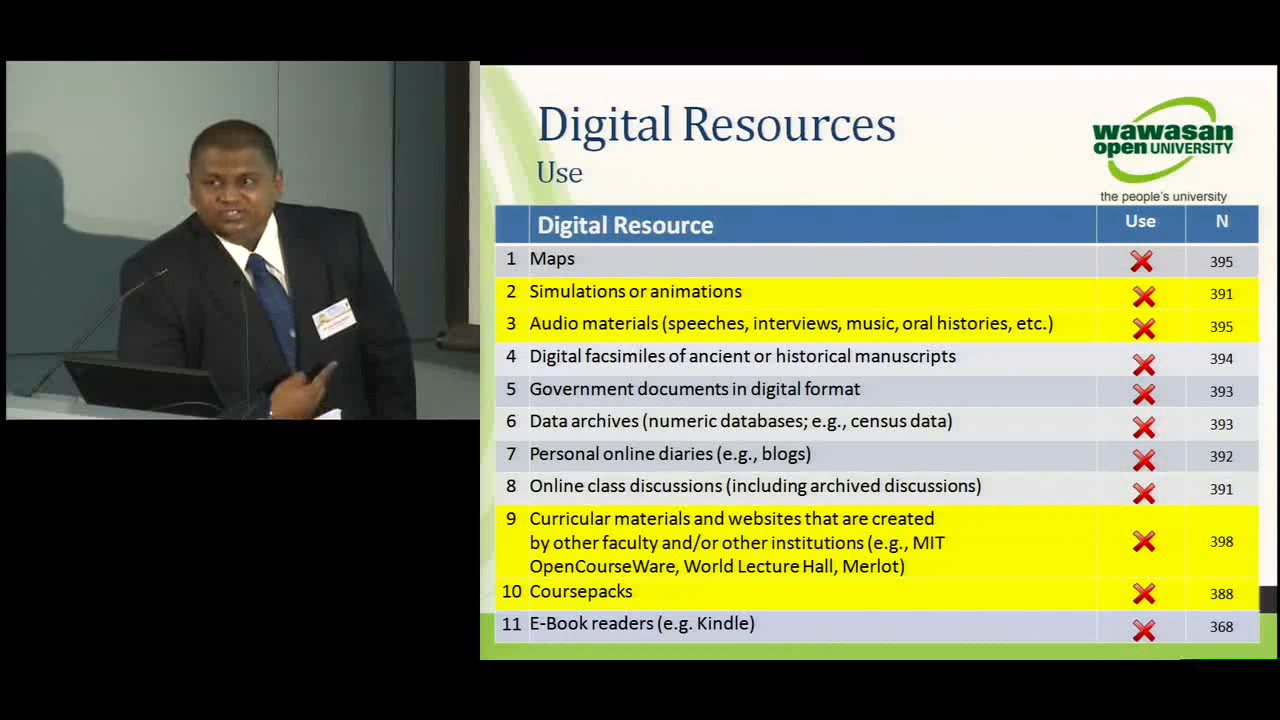 Digital Resources
Use
wawasan
open UNIVERSITY
the people's university
Digital Resource Use N
1 Maps 395
2 Simulations or animations 391
3 Audio materials (speeches, interviews, music, oral histories, etc.) 395
4 Digital facsimiles of ancient or historical manuscripts 394
5 Government documents in digital format 393
6 Data archives (numeric databases; e.g., census data) 393
7 Personal online diaries (e.g., blogs) 392
8 Online class discussions (including archived discussions) 391
9 Curricular materials and websites that are created
by other faculty and/or other institutions (e.g., MIT 398
OpenCourseWare, World Lecture Hall, Merlot)
10 Coursepacks 388
11 E-Book readers (e.g. Kindle) 368